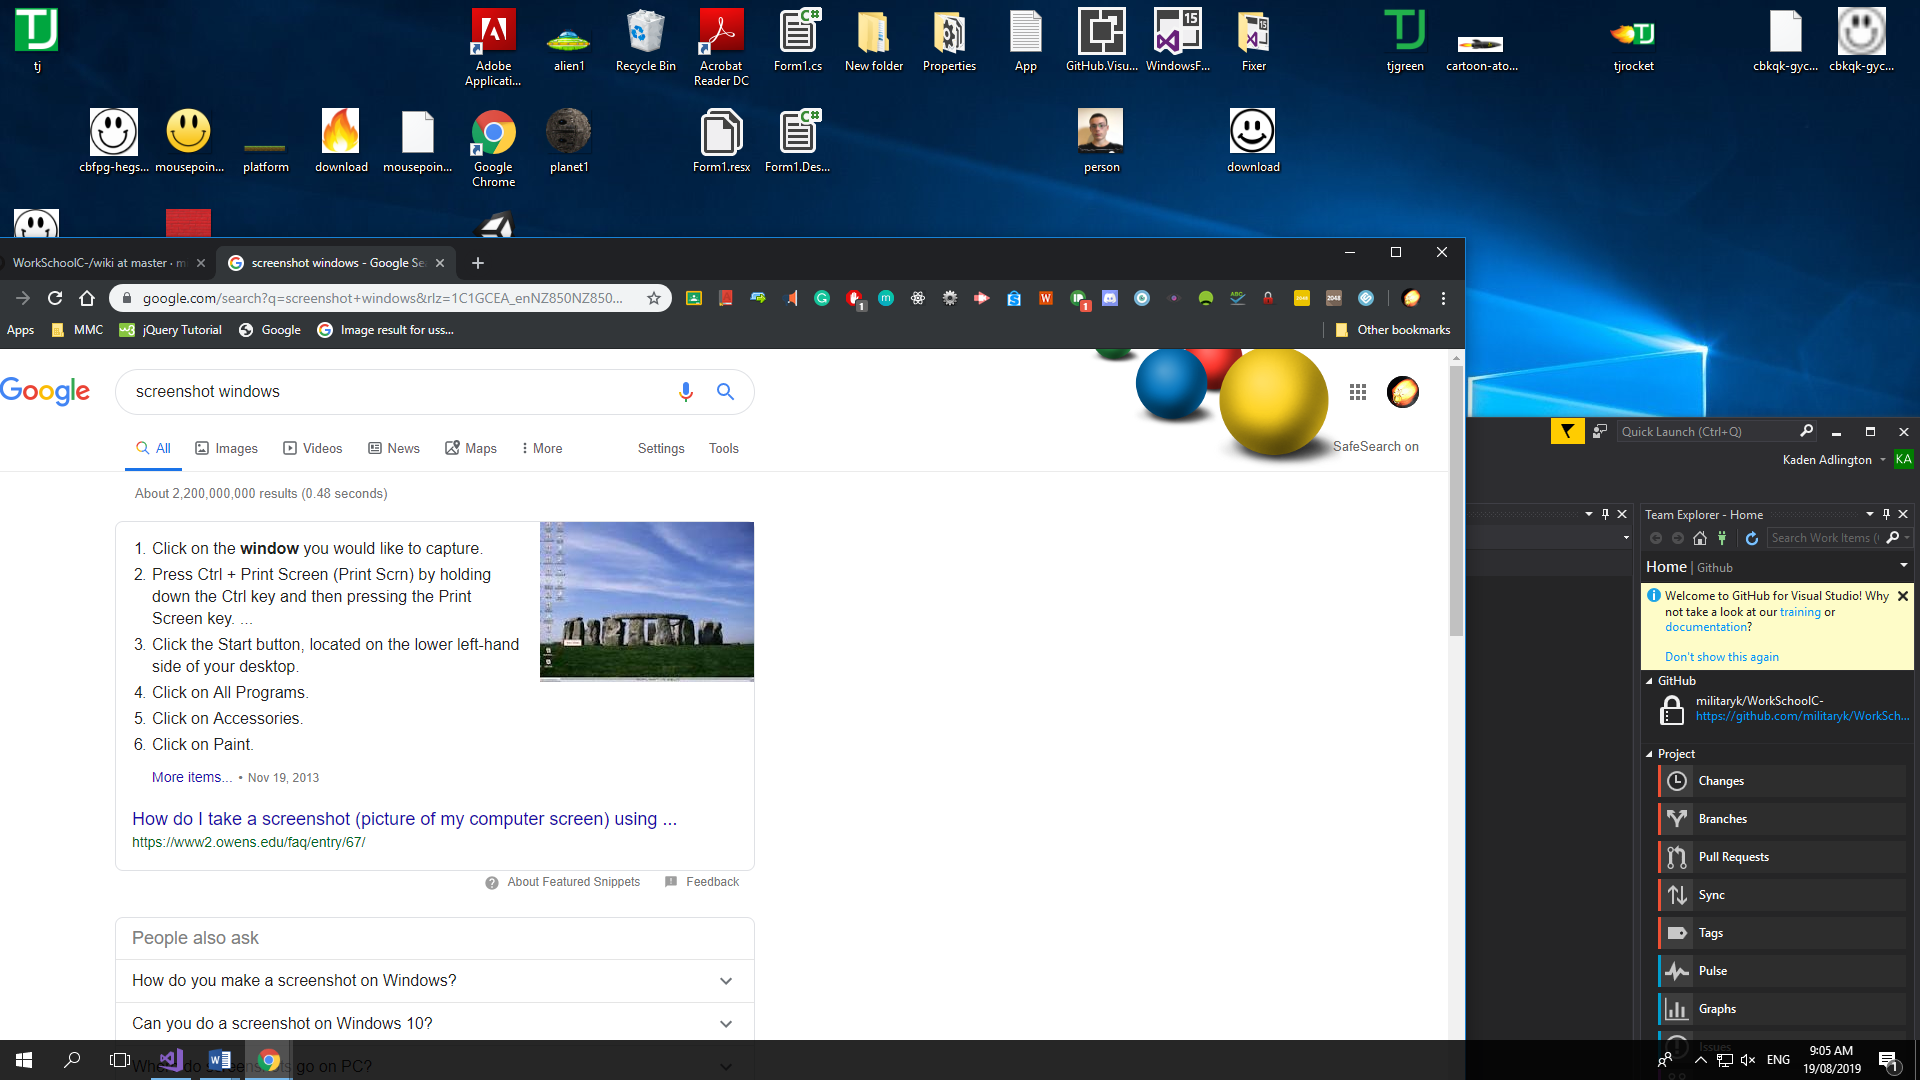 tj
Adobe
Applicati...
alien1
Recycle Bin
Acrobat
Reader DC
Form1.cs
New folder
Properties
App
GitHub.Visu...
WindowsF...
Fixer
tjgreen
cartoon-ato...
tjrocket
cbkqk-gyc...
cbkqk-gyc...
cbfpg-hegs...
mousepoin...
platform
download
mousepoin...
Google
Chrome
planet1
Form1.resx
Form1.Des...
person
download
WorkSchoolC-/wiki at master · m
screenshot windows - Google Se
google.com/search?q=screenshot+windows&rlz=1C1GCEA_enNZ850NZ850...
Apps
MMC
jQuery Tutorial
Google
Image result for uss...
Other bookmarks
Google
screenshot windows
All
Images
Videos
News
Maps
More
Settings
Tools
SafeSearch on
About 2,200,000,000 results (0.48 seconds)
1. Click on the window you would like to capture.
2. Press Ctrl + Print Screen (Print Scrn) by holding
down the Ctrl key and then pressing the Print
Screen key. ...
3. Click the Start button, located on the lower left-hand
side of your desktop.
4. Click on All Programs.
5. Click on Accessories.
6. Click on Paint.
More items... • Nov 19, 2013
How do I take a screenshot (picture of my computer screen) using ...
https://www2.owens.edu/faq/entry/67/
About Featured Snippets
Feedback
People also ask
How do you make a screenshot on Windows?
Can you do a screenshot on Windows 10?
Where do screenshots go on PC?
Quick Launch (Ctrl+Q)
Kaden Adlington
KA
Team Explorer - Home
Search Work Items (
Home | Github
Welcome to GitHub for Visual Studio! Why
not take a look at our training or
documentation?
Don't show this again
GitHub
militaryk/WorkSchoolC-
https://github.com/militaryk/WorkSch...
Project
Changes
Branches
Pull Requests
Sync
Tags
Pulse
Graphs
Issues
ENG
9:05 AM
19/08/2019
1